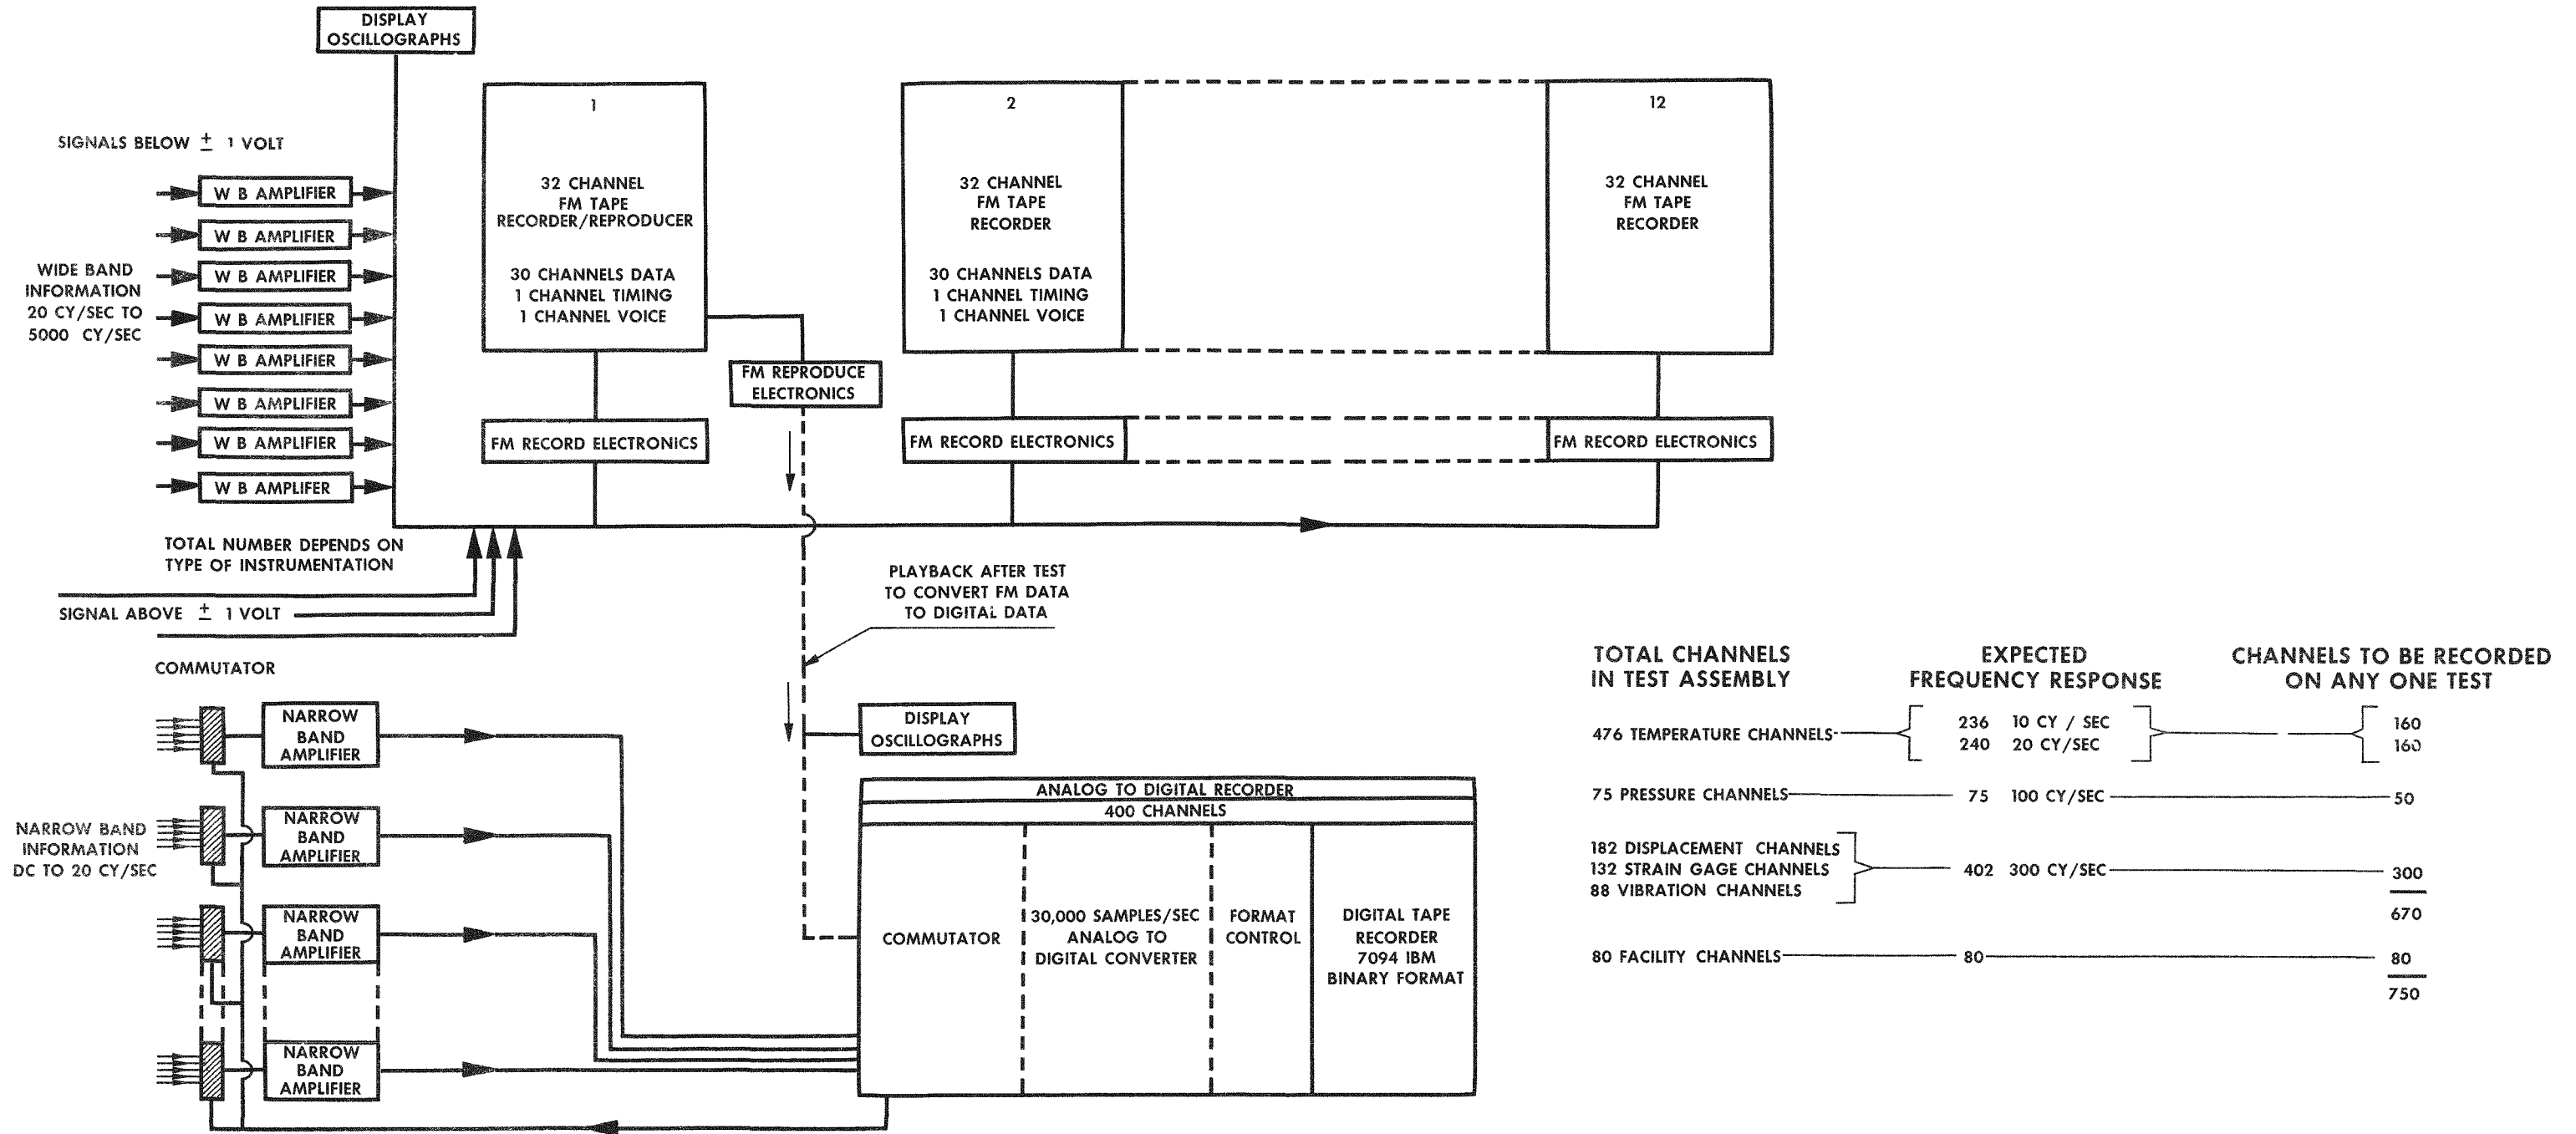 DISPLAY
OSCILLOGRAPHS
SIGNALS BELOW ± 1 VOLT
W B AMPLIFIER
W B AMPLIFIER
W B AMPLIFIER
W B AMPLIFIER
W B AMPLIFIER
W B AMPLIFIER
W B AMPLIFIER
W B AMPLIFER
WIDE BAND
INFORMATION
20 CY/SEC TO
5000 CY/SEC
1
32 CHANNEL
FM TAPE
RECORDER/REPRODUCER
30 CHANNELS DATA
1 CHANNEL TIMING
1 CHANNEL VOICE
2
32 CHANNEL
FM TAPE
RECORDER
30 CHANNELS DATA
1 CHANNEL TIMING
1 CHANNEL VOICE
12
32 CHANNEL
FM TAPE
RECORDER
FM REPRODUCE
ELECTRONICS
FM RECORD ELECTRONICS
FM RECORD ELECTRONICS
FM RECORD ELECTRONICS
TOTAL NUMBER DEPENDS ON
TYPE OF INSTRUMENTATION
SIGNAL ABOVE ± 1 VOLT
PLAYBACK AFTER TEST
TO CONVERT FM DATA
TO DIGITAL DATA
COMMUTATOR
NARROW
BAND
AMPLIFIER
NARROW
BAND
AMPLIFIER
NARROW
BAND
AMPLIFIER
NARROW
BAND
AMPLIFIER
NARROW BAND
INFORMATION
DC TO 20 CY/SEC
DISPLAY
OSCILLOGRAPHS
ANALOG TO DIGITAL RECORDER
400 CHANNELS
COMMUTATOR
30,000 SAMPLES/SEC
ANALOG TO
DIGITAL CONVERTER
FORMAT
CONTROL
DIGITAL TAPE
RECORDER
7094 IBM
BINARY FORMAT
TOTAL CHANNELS
IN TEST ASSEMBLY
EXPECTED
FREQUENCY RESPONSE
CHANNELS TO BE RECORDED
ON ANY ONE TEST
476 TEMPERATURE CHANNELS
236 10 CY / SEC
240 20 CY/SEC
160
160
75 PRESSURE CHANNELS
75 100 CY/SEC
50
182 DISPLACEMENT CHANNELS
132 STRAIN GAGE CHANNELS
88 VIBRATION CHANNELS
402 300 CY/SEC
300
670
80 FACILITY CHANNELS
80
80
750